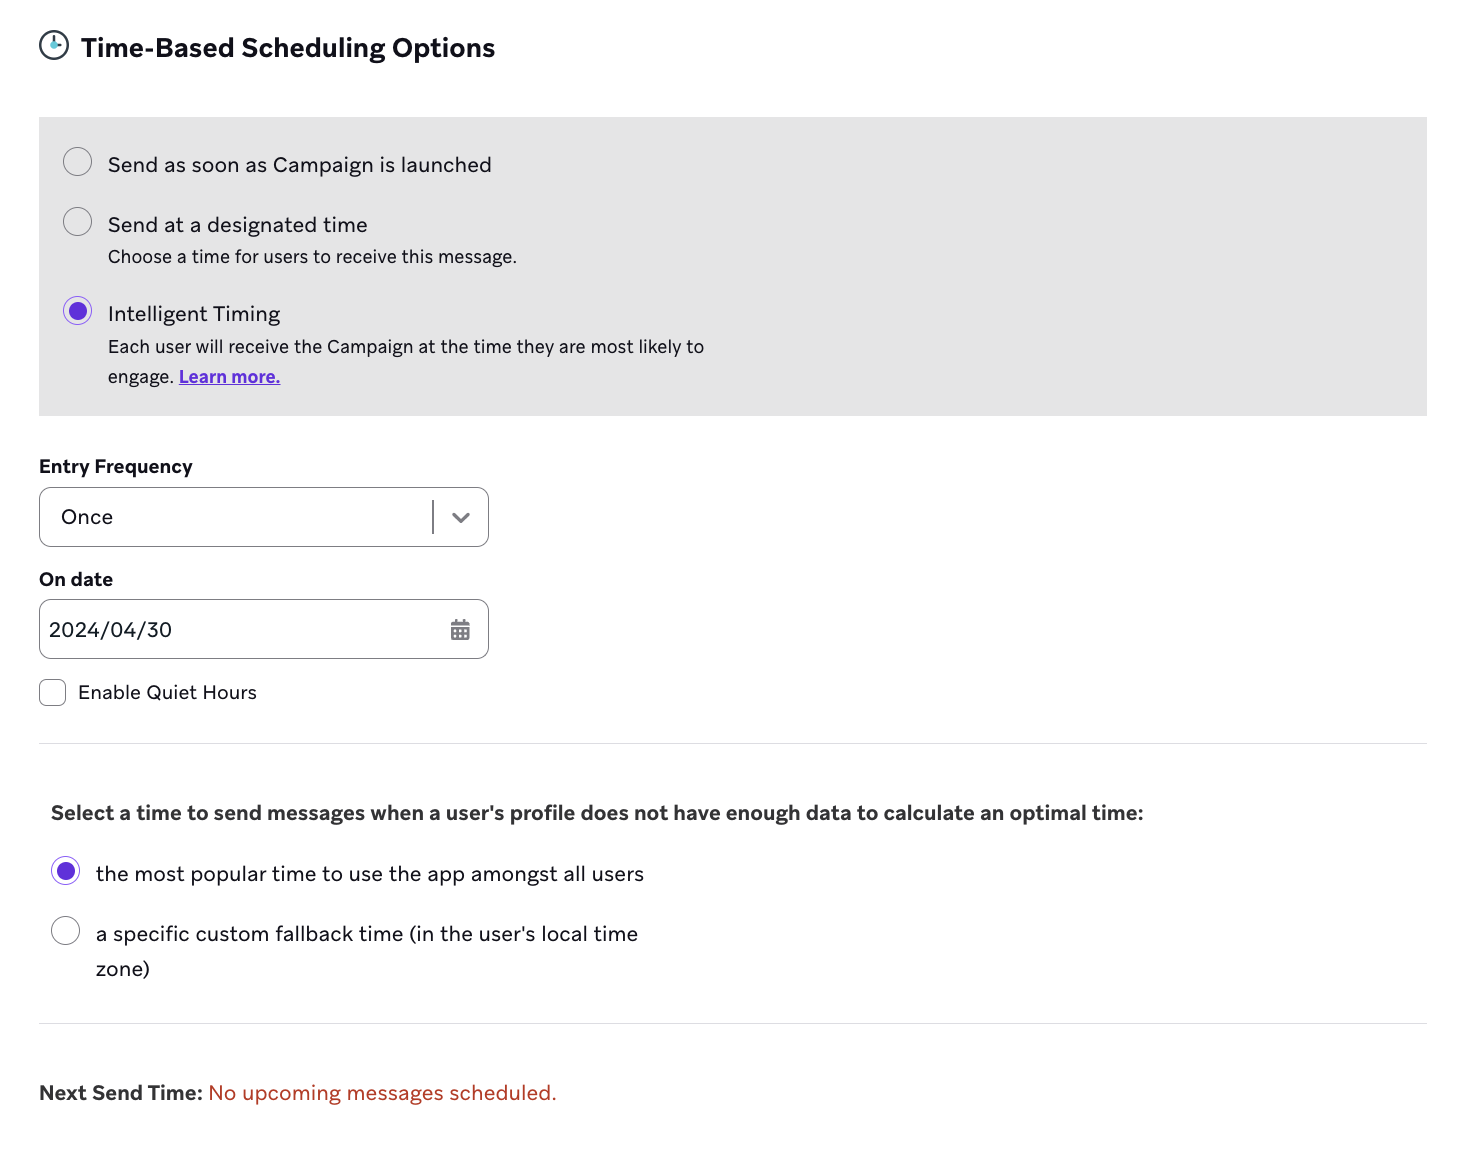 Time-Based Scheduling Options
Send as soon as Campaign is launched
Send at a designated time
Choose a time for users to receive this message.
Intelligent Timing
Each user will receive the Campaign at the time they are most likely to
engage. Learn more.
Entry Frequency
Once
On date
2024/04/30
Enable Quiet Hours
Select a time to send messages when a user's profile does not have enough data to calculate an optimal time:
the most popular time to use the app amongst all users
a specific custom fallback time (in the user's local time
zone)
Next Send Time: No upcoming messages scheduled.